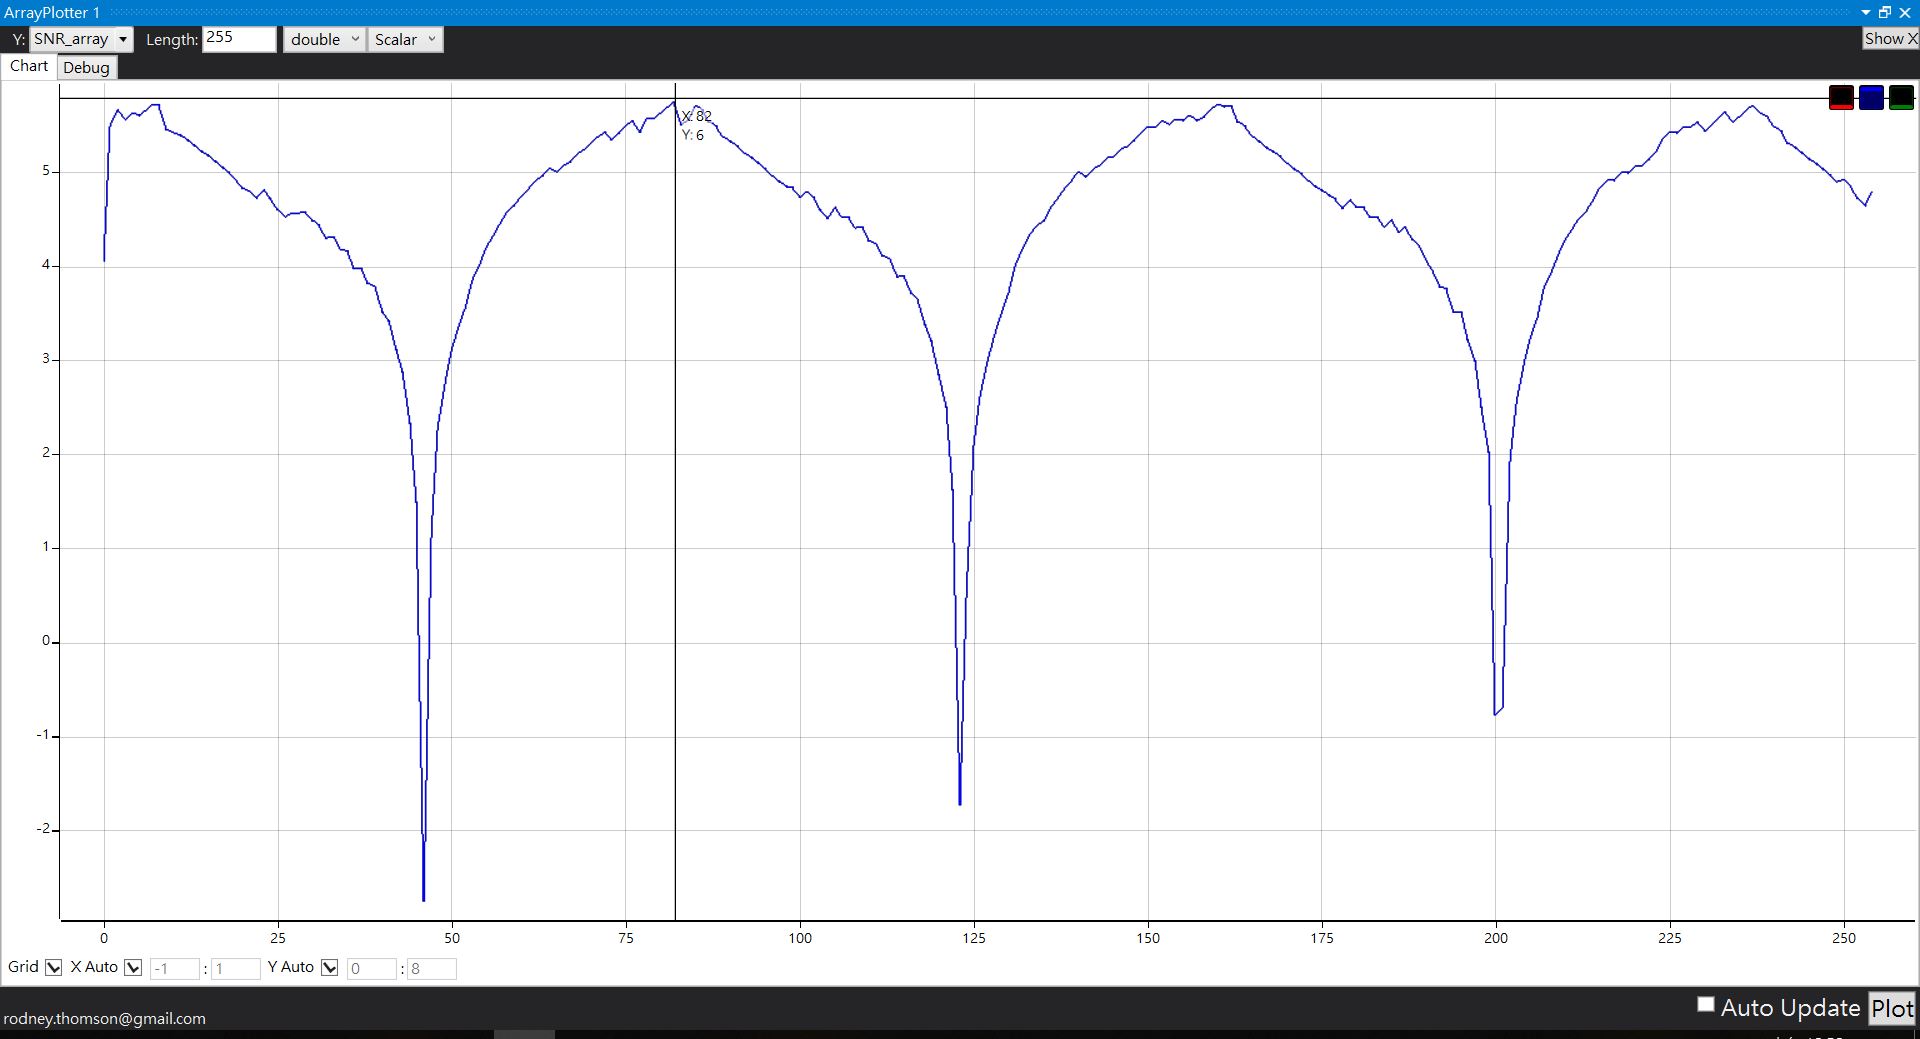 ArrayPlotter 1
Y: SNR_array Length: 255 double Scalar Show X
Chart Debug
X: 82
Y: 6
5
4
3
2
1
0
-1
-2
0 25 50 75 100 125 150 175 200 225 250
Grid X Auto -1 : 1 Y Auto 0 : 8
Auto Update Plot
rodney.thomson@gmail.com